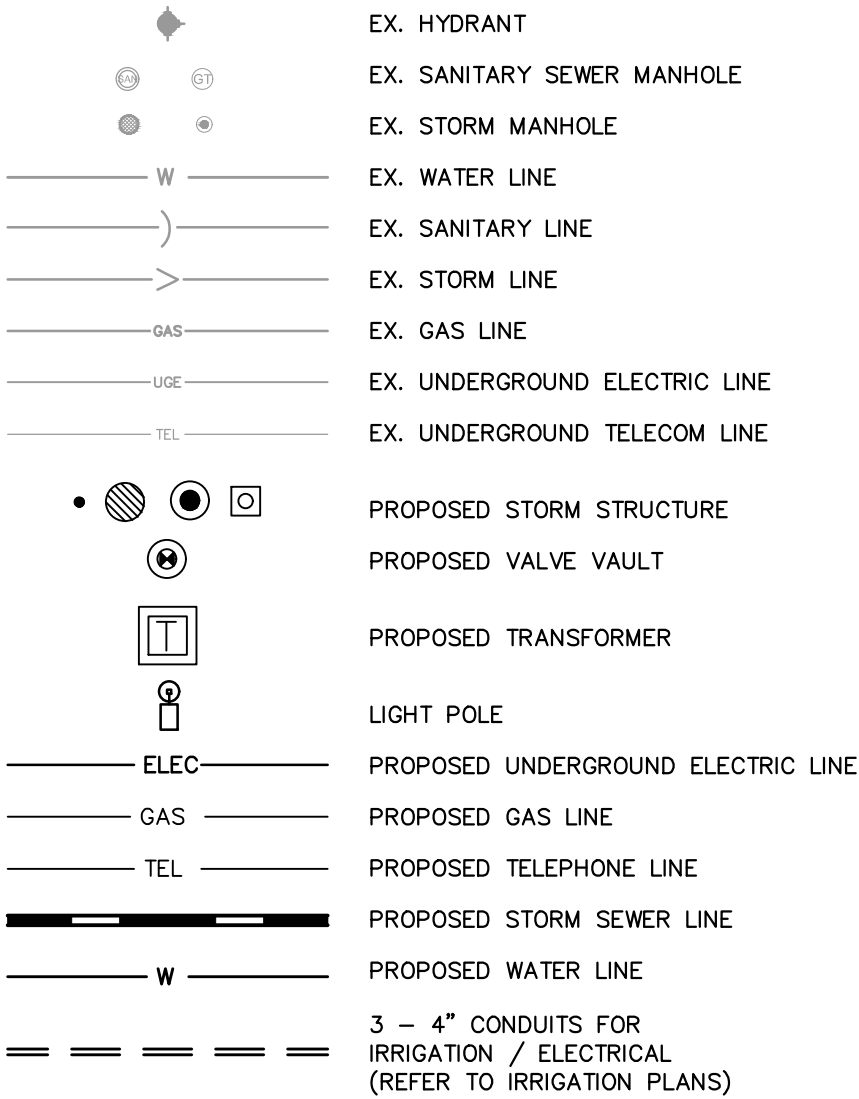 EX. HYDRANT
SAN GT EX. SANITARY SEWER MANHOLE
EX. STORM MANHOLE
W EX. WATER LINE
EX. SANITARY LINE
EX. STORM LINE
GAS EX. GAS LINE
UGE EX. UNDERGROUND ELECTRIC LINE
TEL EX. UNDERGROUND TELECOM LINE
PROPOSED STORM STRUCTURE
PROPOSED VALVE VAULT
T PROPOSED TRANSFORMER
LIGHT POLE
ELEC PROPOSED UNDERGROUND ELECTRIC LINE
GAS PROPOSED GAS LINE
TEL PROPOSED TELEPHONE LINE
PROPOSED STORM SEWER LINE
W PROPOSED WATER LINE
3 – 4” CONDUITS FOR
IRRIGATION / ELECTRICAL
(REFER TO IRRIGATION PLANS)